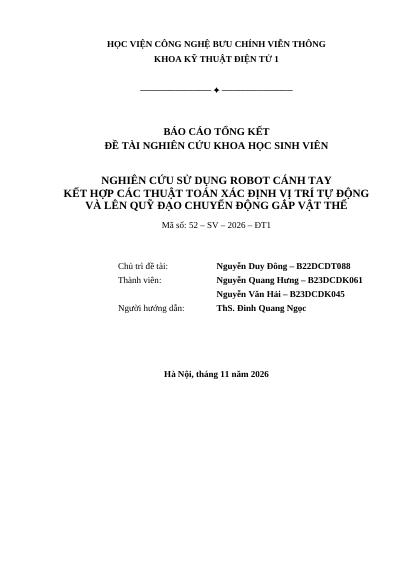 HỌC VIỆN CÔNG NGHỆ BƯU CHÍNH VIỄN THÔNG
KHOA KỸ THUẬT ĐIỆN TỬ 1
BÁO CÁO TỔNG KẾT
ĐỀ TÀI NGHIÊN CỨU KHOA HỌC SINH VIÊN
NGHIÊN CỨU SỬ DỤNG ROBOT CÁNH TAY
KẾT HỢP CÁC THUẬT TOÁN XÁC ĐỊNH VỊ TRÍ TỰ ĐỘNG
VÀ LÊN QUỸ ĐẠO CHUYỂN ĐỘNG GẮP VẬT THỂ
Mã số: 52 – SV – 2026 – ĐT1
Chủ trì đề tài: Nguyễn Duy Đông – B22DCDT088
Thành viên: Nguyễn Quang Hưng – B23DCDK061
Nguyễn Văn Hải – B23DCDK045
Người hướng dẫn: ThS. Đinh Quang Ngọc
Hà Nội, tháng 11 năm 2026